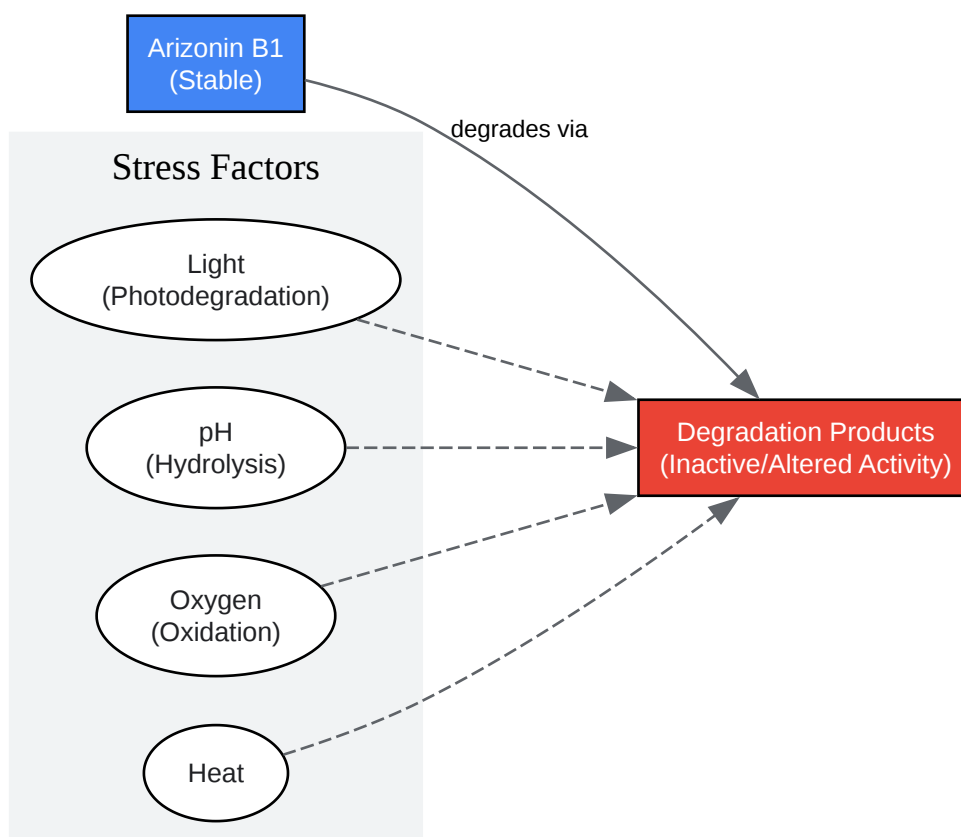 Arizonin B1
(Stable)
degrades via
Stress Factors
Light
(Photodegradation)
pH
(Hydrolysis)
Degradation Products
(Inactive/Altered Activity)
Oxygen
(Oxidation)
Heat